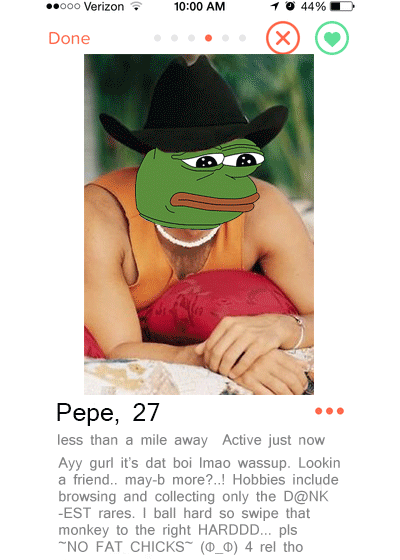 Verizon 10:00 AM 44%
Done
Pepe, 27
less than a mile away Active just now
Ayy gurl it's dat boi lmao wassup. Lookin
a friend.. may-b more?..! Hobbies include
browsing and collecting only the D@NK
-EST rares. I ball hard so swipe that
monkey to the right HARDDD... pls
~NO FAT CHICKS~ (Φ_Φ) 4 rel tho